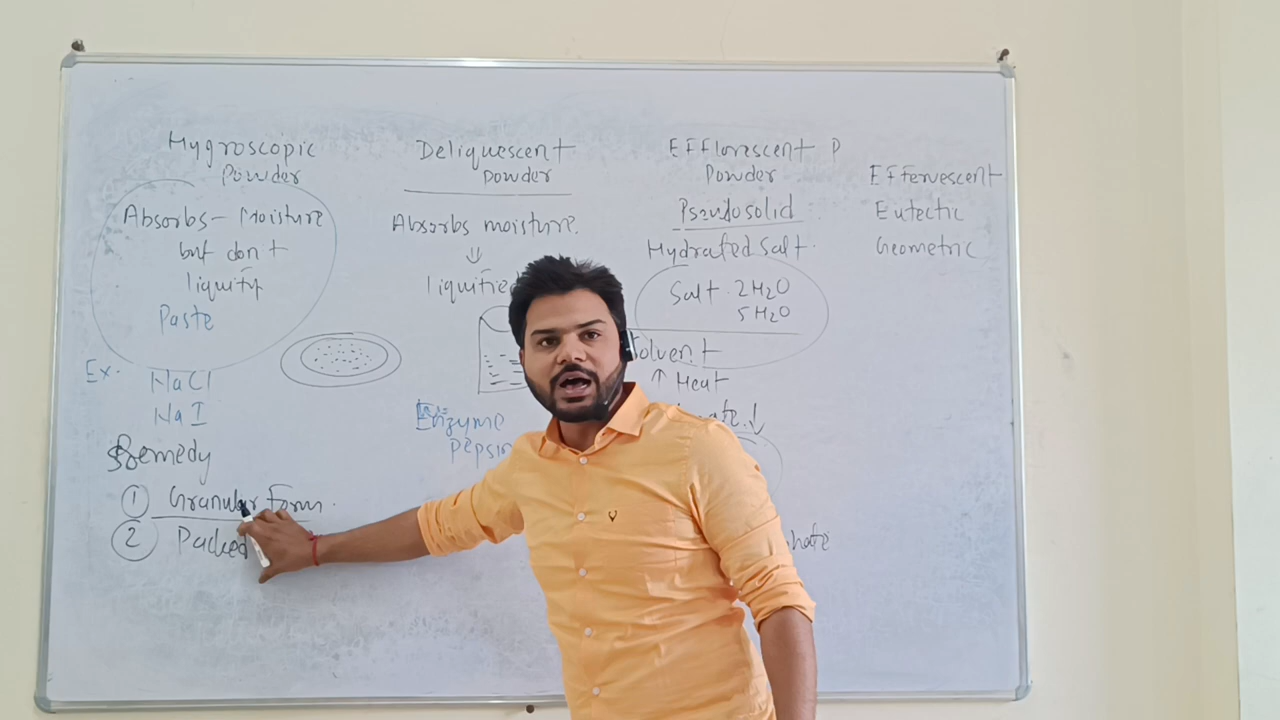 Hygroscopic
Powder
Absorbs - Moisture
but don't
liquify
Paste
Ex.
NaCl
NaI
Remedy
① Granular Form.
② Packed
Deliquescent
Powder
Absorbs moisture.
⇓
liquified
Enzyme
Pepsin
EFFlorescent P
Powder
Pseudosolid
Hydrated salt.
Salt . 2H2O
5H2O
Solvent
↑ Heat
↓
Effervescent
Eutectic
Geometric